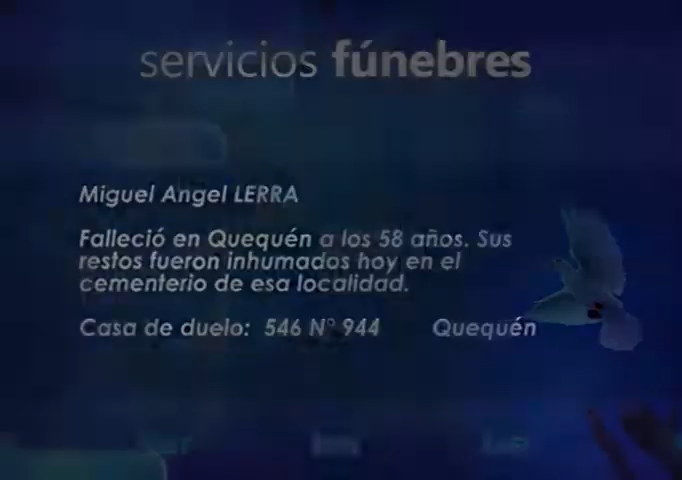 servicios fúnebres
Miguel Angel LERRA
Falleció en Quequén a los 58 años. Sus
restos fueron inhumados hoy en el
cementerio de esa localidad.
Casa de duelo: 546 Nº 944 Quequén